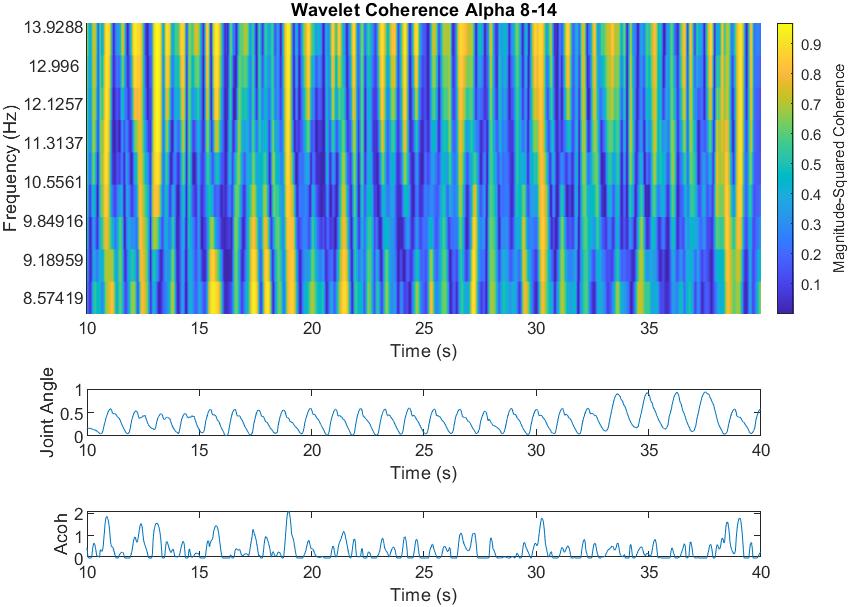 Wavelet Coherence Alpha 8-14
Frequency (Hz)
13.9288
12.996
12.1257
11.3137
10.5561
9.84916
9.18959
8.57419
10 15 20 25 30 35
Time (s)
Magnitude-Squared Coherence
0.9
0.8
0.7
0.6
0.5
0.4
0.3
0.2
0.1
Joint Angle
1
0.5
0
10 15 20 25 30 35 40
Time (s)
Acoh
2
1
0
10 15 20 25 30 35 40
Time (s)